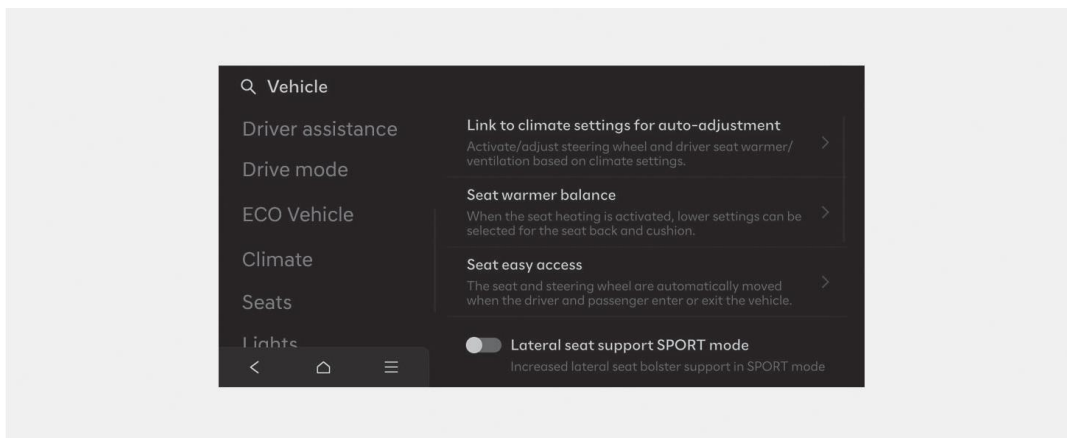 Vehicle
Driver assistance
Drive mode
ECO Vehicle
Climate
Seats
Lights
Link to climate settings for auto-adjustment
Activate/adjust steering wheel and driver seat warmer/
ventilation based on climate settings.
Seat warmer balance
When the seat heating is activated, lower settings can be
selected for the seat back and cushion.
Seat easy access
The seat and steering wheel are automatically moved
when the driver and passenger enter or exit the vehicle.
Lateral seat support SPORT mode
Increased lateral seat bolster support in SPORT mode